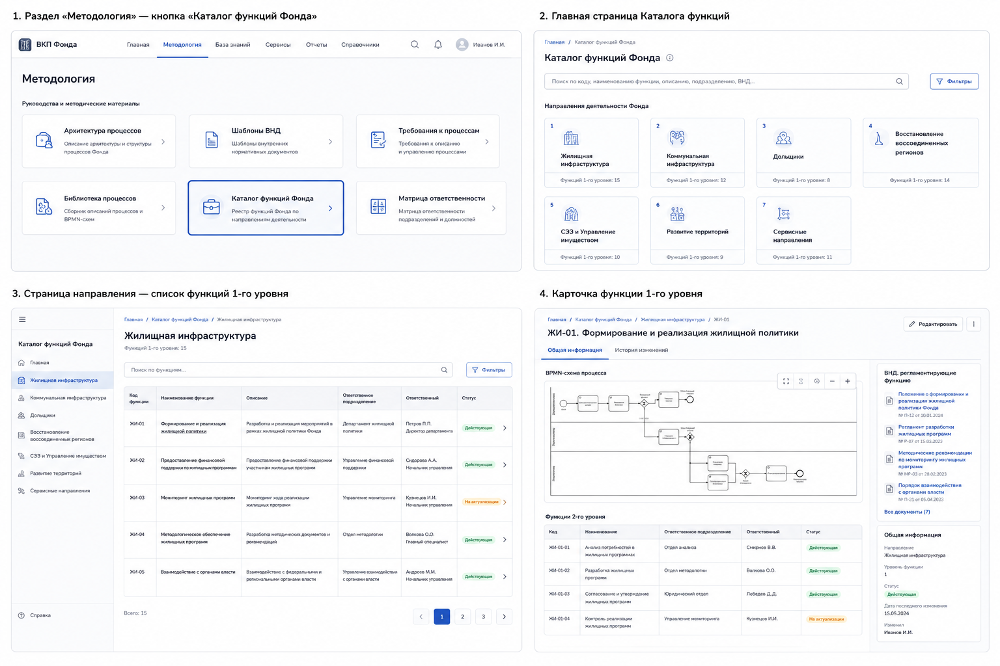 1. Раздел «Методология» — кнопка «Каталог функций Фонда»
ВКП Фонда
Главная
Методология
База знаний
Сервисы
Отчеты
Справочники
Иванов И.И.
Методология
Руководства и методические материалы
Архитектура процессов
Описание архитектуры и структуры
процессов Фонда
Шаблоны ВНД
Шаблоны внутренних
нормативных документов
Требования к процессам
Требования к описанию
и управлению процессами
Библиотека процессов
Сборник описаний процессов и
BPMN-схем
Каталог функций Фонда
Реестр функций Фонда по
направлениям деятельности
Матрица ответственности
Матрица ответственности
подразделений и должностей
2. Главная страница Каталога функций
Главная / Каталог функций Фонда
Каталог функций Фонда
Поиск по коду, наименованию функции, описанию, подразделению, ВНД...
Фильтры
Направления деятельности Фонда
1
Жилищная
инфраструктура
Функций 1-го уровня: 15
2
Коммунальная
инфраструктура
Функций 1-го уровня: 12
3
Дольщики
Функций 1-го уровня: 8
4
Восстановление
воссоединенных
регионов
Функций 1-го уровня: 14
5
СЭЗ и Управление
имуществом
Функций 1-го уровня: 10
6
Развитие территорий
Функций 1-го уровня: 9
7
Сервисные
направления
Функций 1-го уровня: 11
3. Страница направления — список функций 1-го уровня
Каталог функций Фонда
Главная
Жилищная инфраструктура
Коммунальная инфраструктура
Дольщики
Восстановление
воссоединенных регионов
СЭЗ и Управление имуществом
Развитие территорий
Сервисные направления
Справка
Главная / Каталог функций Фонда / Жилищная инфраструктура
Жилищная инфраструктура
Функций 1-го уровня: 15
Поиск по функциям...
Фильтры
Код
функции
Наименование функции
Описание
Ответственное
подразделение
Ответственный
Статус
ЖИ-01
Формирование и реализация
жилищной политики
Разработка и реализация мероприятий в
рамках жилищной политики Фонда
Департамент жилищной
политики
Петров П.П.
Директор департамента
Действующая
ЖИ-02
Предоставление финансовой
поддержки по жилищным программам
Предоставление финансовой поддержки
участникам жилищных программ
Управление финансовой
поддержки
Сидорова А.А.
Начальник управления
Действующая
ЖИ-03
Мониторинг жилищных программ
Мониторинг хода реализации
жилищных программ
Управление мониторинга
Кузнецов И.И.
Начальник управления
На актуализации
ЖИ-04
Методологическое обеспечение
жилищных программ
Разработка методических документов и
рекомендаций
Отдел методологии
Волкова О.О.
Главный специалист
Действующая
ЖИ-05
Взаимодействие с органами власти
Взаимодействие с федеральными и
региональными органами власти
Управление взаимодействия
с органами власти
Андреев М.М.
Начальник управления
Действующая
Всего: 15
1
2
3
4. Карточка функции 1-го уровня
Главная / Каталог функций Фонда / Жилищная инфраструктура / ЖИ-01
Редактировать
ЖИ-01. Формирование и реализация жилищной политики
Общая информация
История изменений
BPMN-схема процесса
Функции 2-го уровня
Код
Наименование
Ответственное подразделение
Ответственный
Статус
ЖИ-01-01
Анализ потребностей в
жилищных программах
Отдел анализа
Смирнов В.В.
Действующая
ЖИ-01-02
Разработка жилищных
программ
Отдел методологии
Волкова О.О.
Действующая
ЖИ-01-03
Согласование и утверждение
жилищных программ
Юридический отдел
Лебедев Д.Д.
Действующая
ЖИ-01-04
Контроль реализации
жилищных программ
Управление мониторинга
Кузнецов И.И.
На актуализации
ВНД, регламентирующие
Функцию
Положение о формировании и
реализации жилищной
политики Фонда
№ П-12 от 10.01.2024
Регламент разработки
жилищных программ
№ Р-07 от 15.03.2023
Методические рекомендации
по мониторингу жилищных
программ
№ МР-03 от 28.02.2023
Порядок взаимодействия
с органами власти
№ П-21 от 05.04.2023
Все документы (7)
Общая информация
Направление
Жилищная инфраструктура
Уровень функции
1
Статус
Действующая
Дата последнего изменения
15.05.2024
Изменил
Иванов И.И.